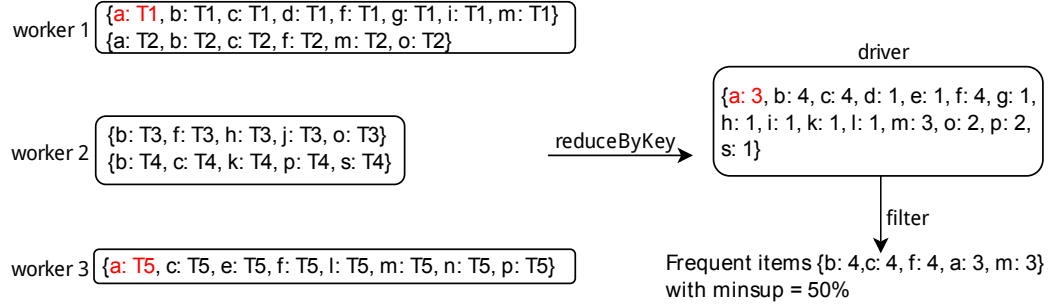 worker 1
{a: T1, b: T1, c: T1, d: T1, f: T1, g: T1, i: T1, m: T1}
{a: T2, b: T2, c: T2, f: T2, m: T2, o: T2}
worker 2
{b: T3, f: T3, h: T3, j: T3, o: T3}
{b: T4, c: T4, k: T4, p: T4, s: T4}
worker 3
{a: T5, c: T5, e: T5, f: T5, l: T5, m: T5, n: T5, p: T5}
reduceByKey
driver
{a: 3, b: 4, c: 4, d: 1, e: 1, f: 4, g: 1,
h: 1, i: 1, k: 1, l: 1, m: 3, o: 2, p: 2,
s: 1}
filter
Frequent items {b: 4,c: 4, f: 4, a: 3, m: 3}
with minsup = 50%